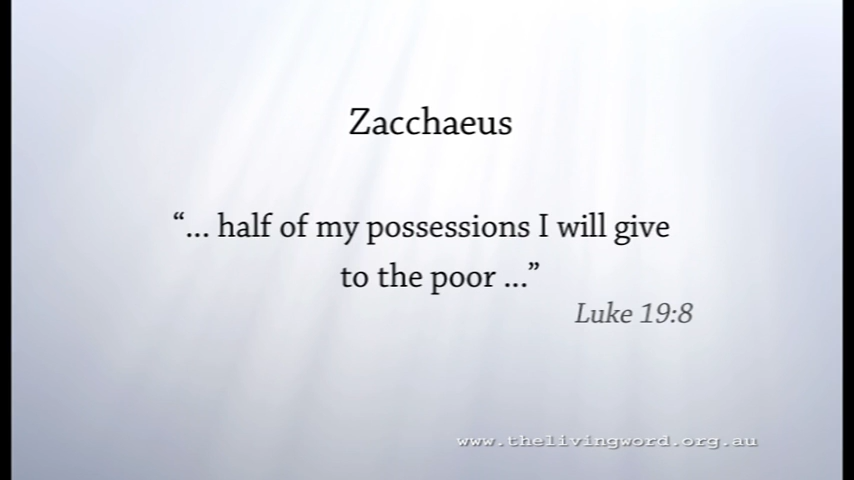 Zacchaeus
“... half of my possessions I will give
to the poor ...”
Luke 19:8
www.thelivingword.org.au